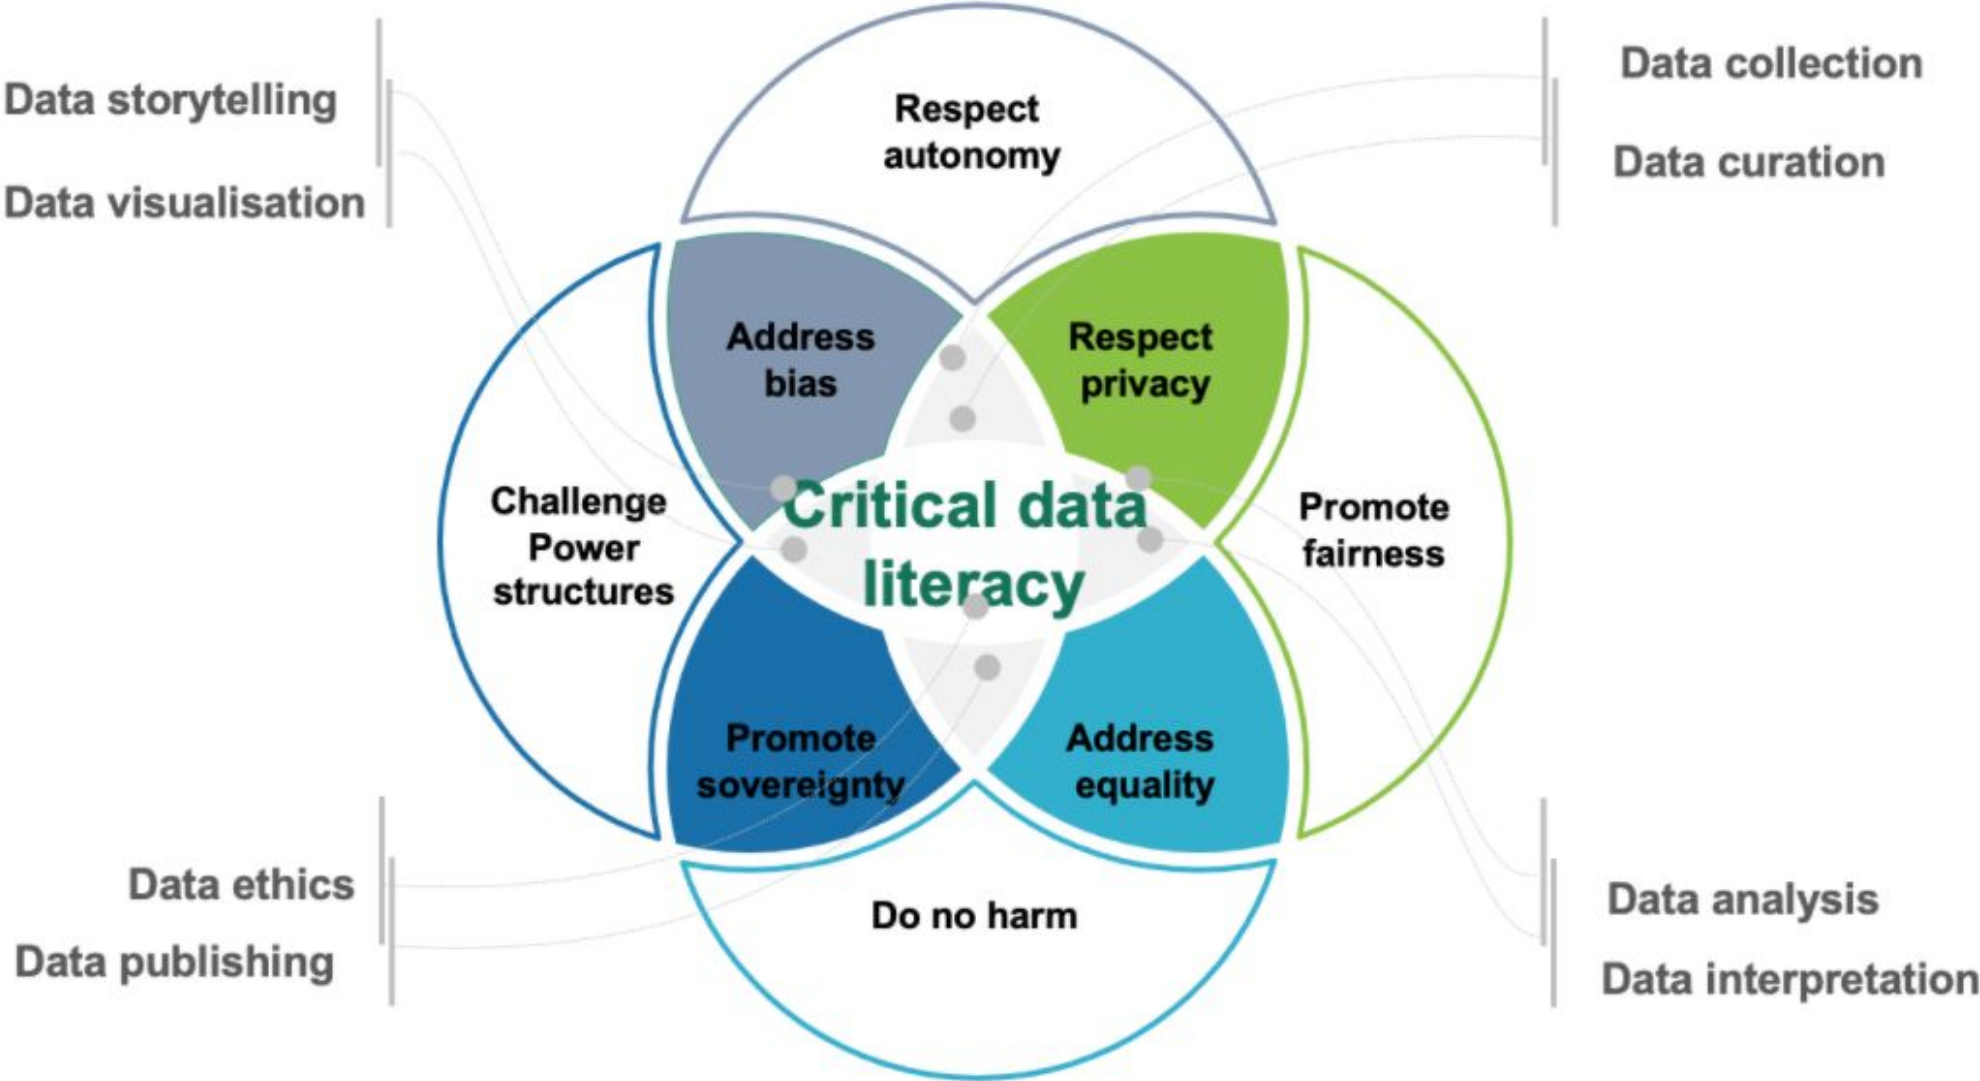 Data storytelling
Data visualisation
Respect
autonomy
Data collection
Data curation
Address
bias
Respect
privacy
Challenge
Power
structures
Critical data
literacy
Promote
fairness
Promote
sovereignty
Address
equality
Data ethics
Data publishing
Do no harm
Data analysis
Data interpretation